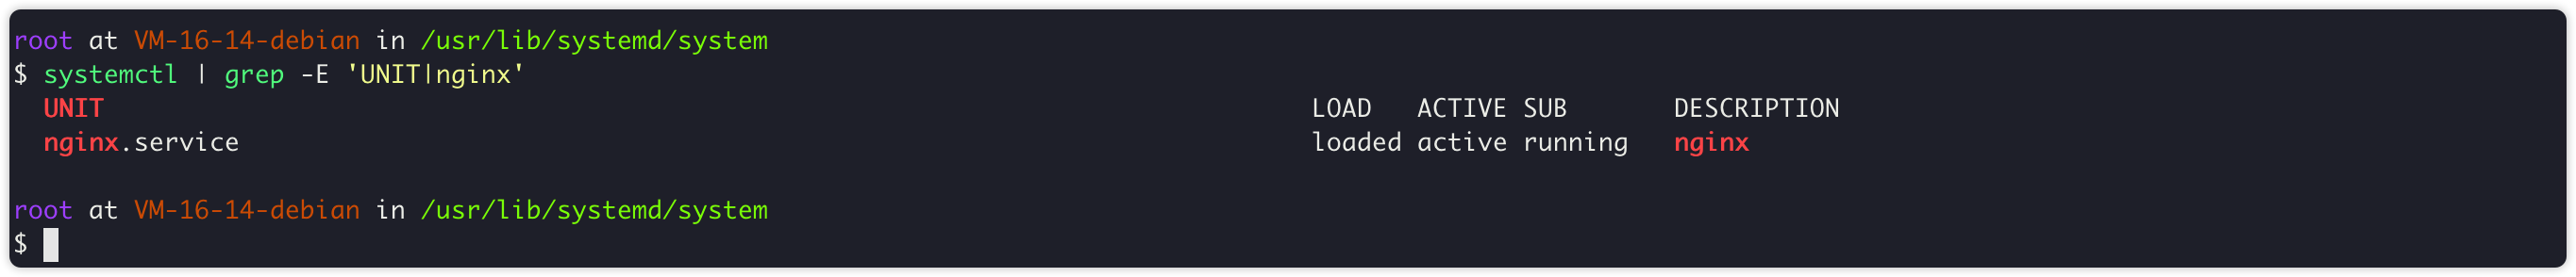 root at VM-16-14-debian in /usr/lib/systemd/system
$ systemctl | grep -E 'UNIT|nginx'
UNIT LOAD ACTIVE SUB DESCRIPTION
nginx.service loaded active running nginx
root at VM-16-14-debian in /usr/lib/systemd/system
$